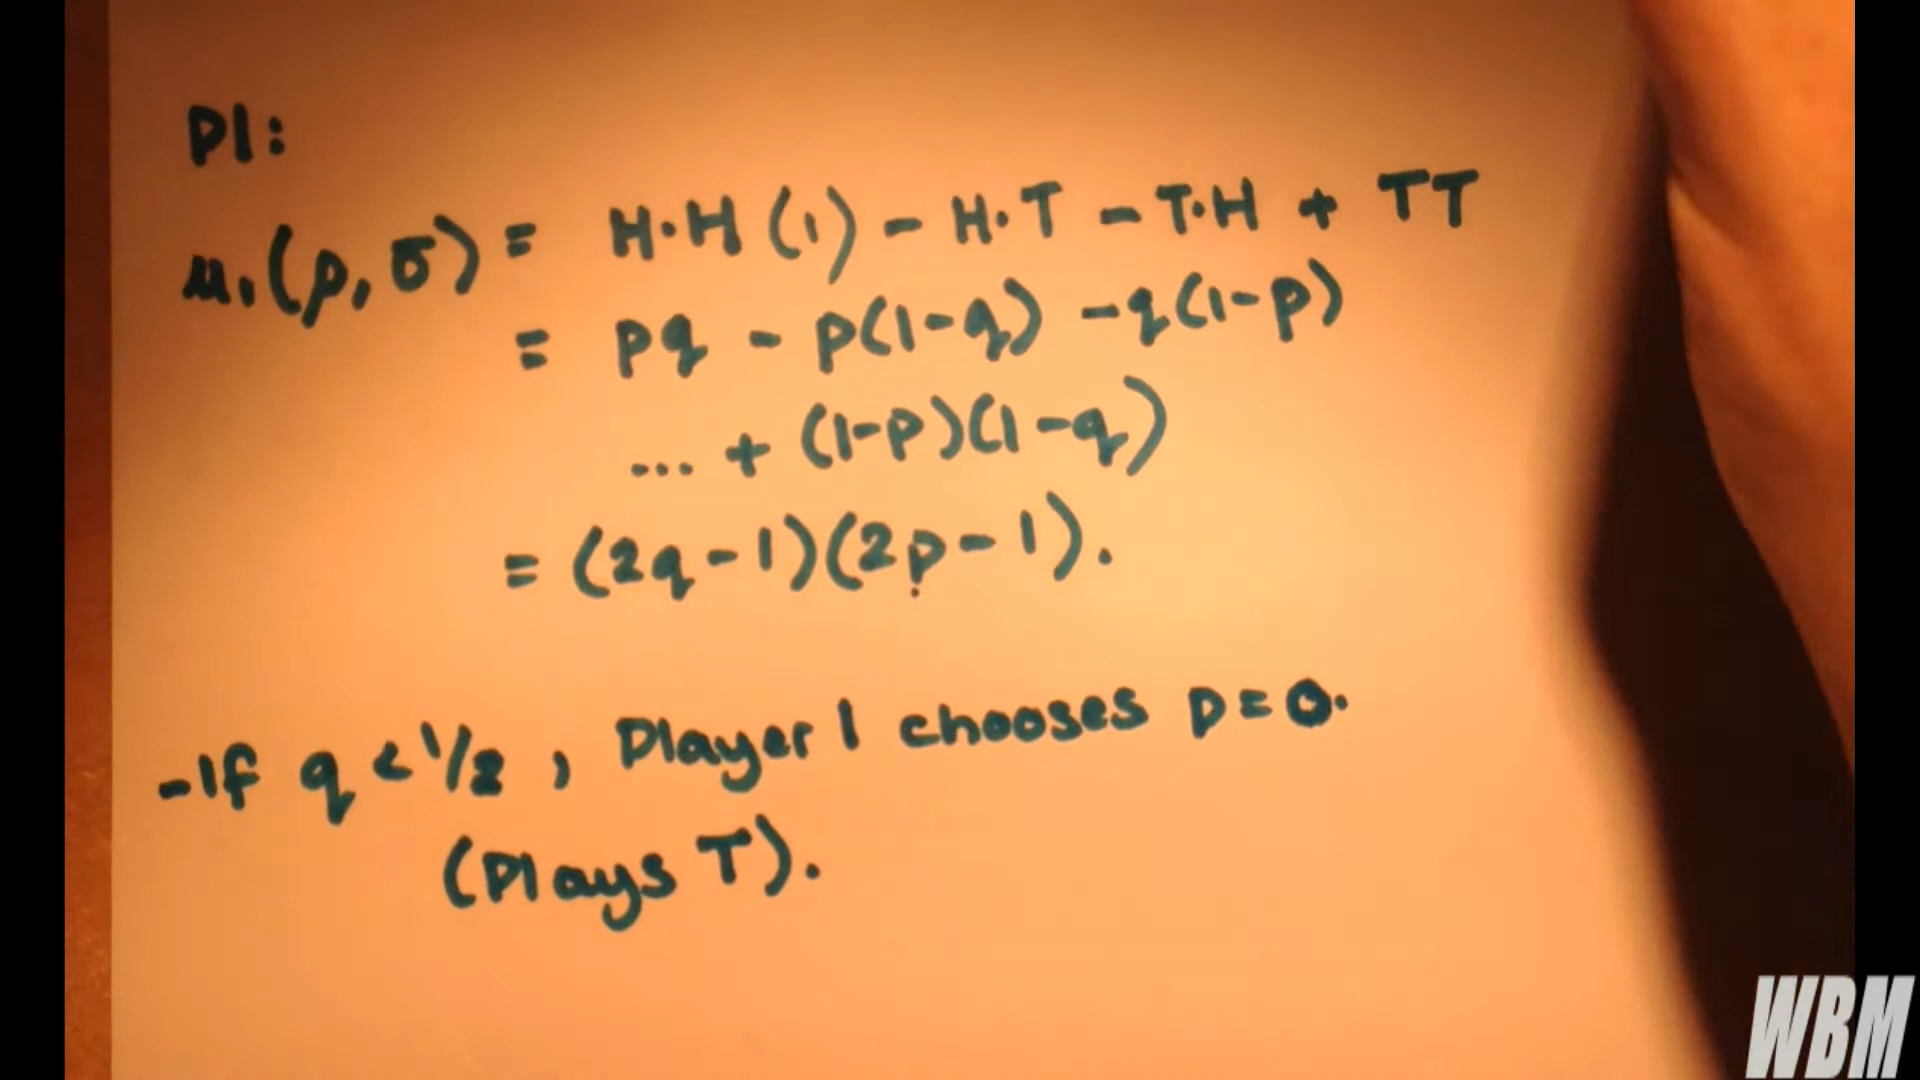 P1:
u₁(p, σ) = H·H (1) - H·T - T·H + TT
= pq - p(1-q) - q(1-p)
... + (1-p)(1-q)
= (2q-1)(2p-1).
-If q < 1/2, Player 1 chooses p=0.
(Plays T).
WBM